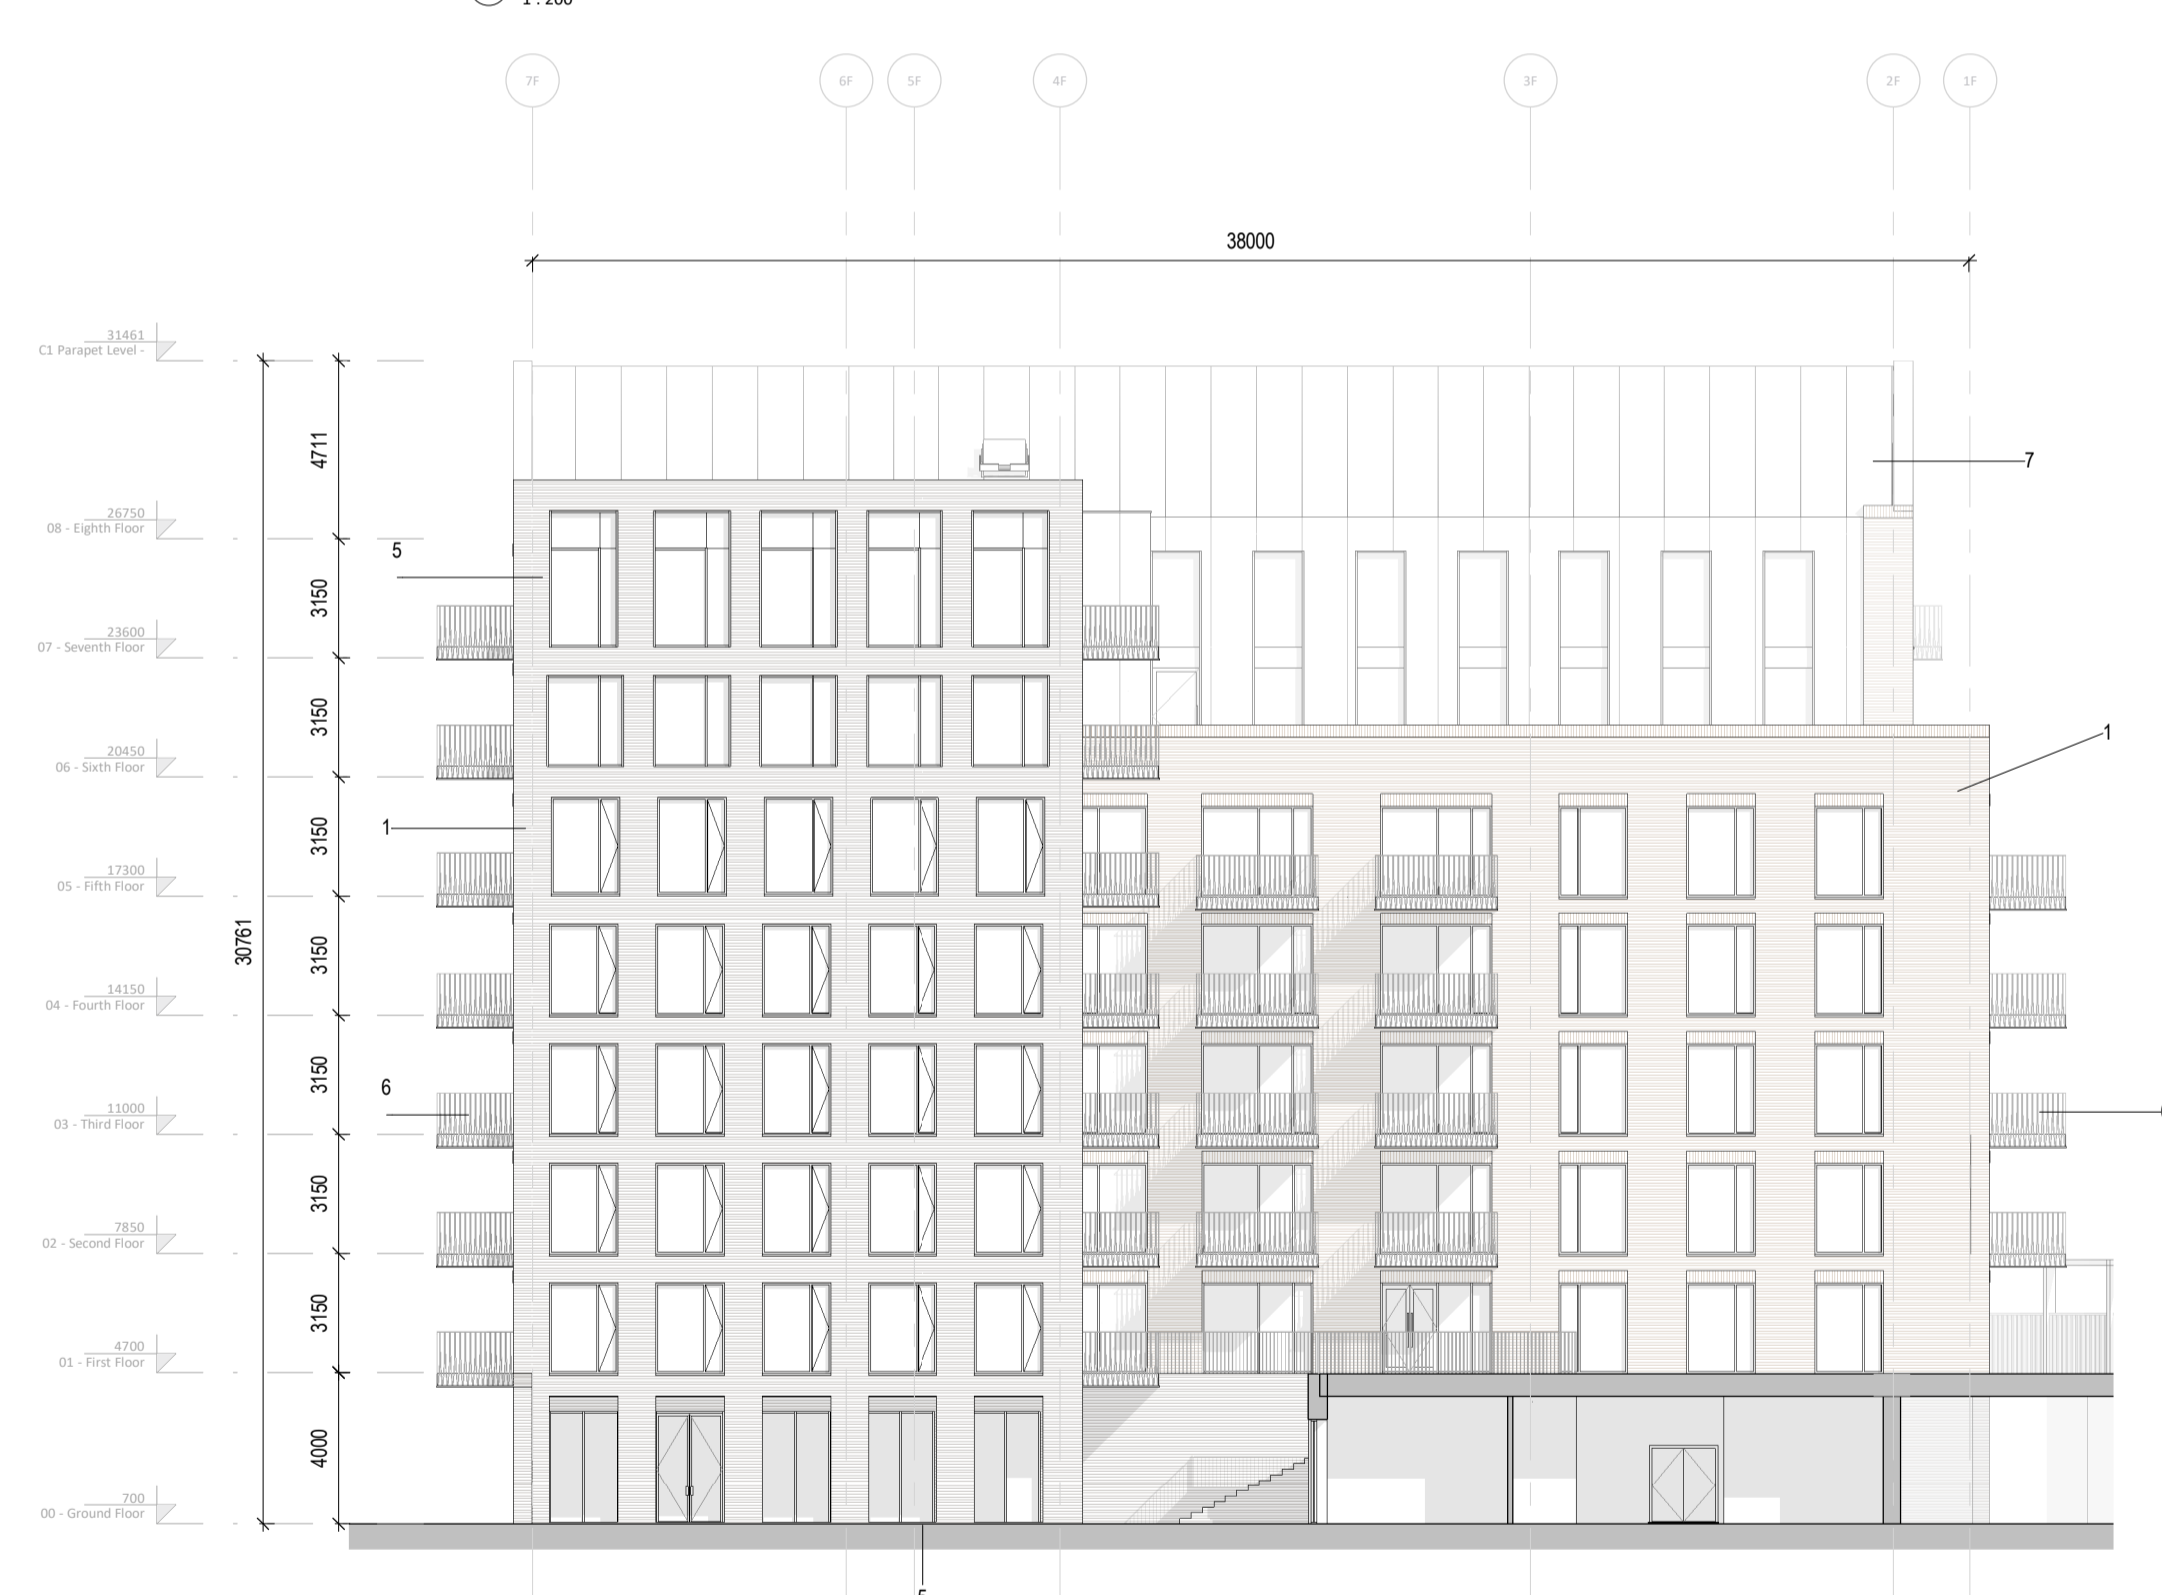 1 : 200
7F 6F 5F 4F 3F 2F 1F
38000
31461
C1 Parapet Level -
4711
7
26750
08 - Eighth Floor
5
3150
23600
07 - Seventh Floor
3150
1
20450
06 - Sixth Floor
1
3150
17300
05 - Fifth Floor
30761
3150
14150
04 - Fourth Floor
3150
6
11000
03 - Third Floor
3150
7850
02 - Second Floor
3150
4700
01 - First Floor
4000
700
00 - Ground Floor
5